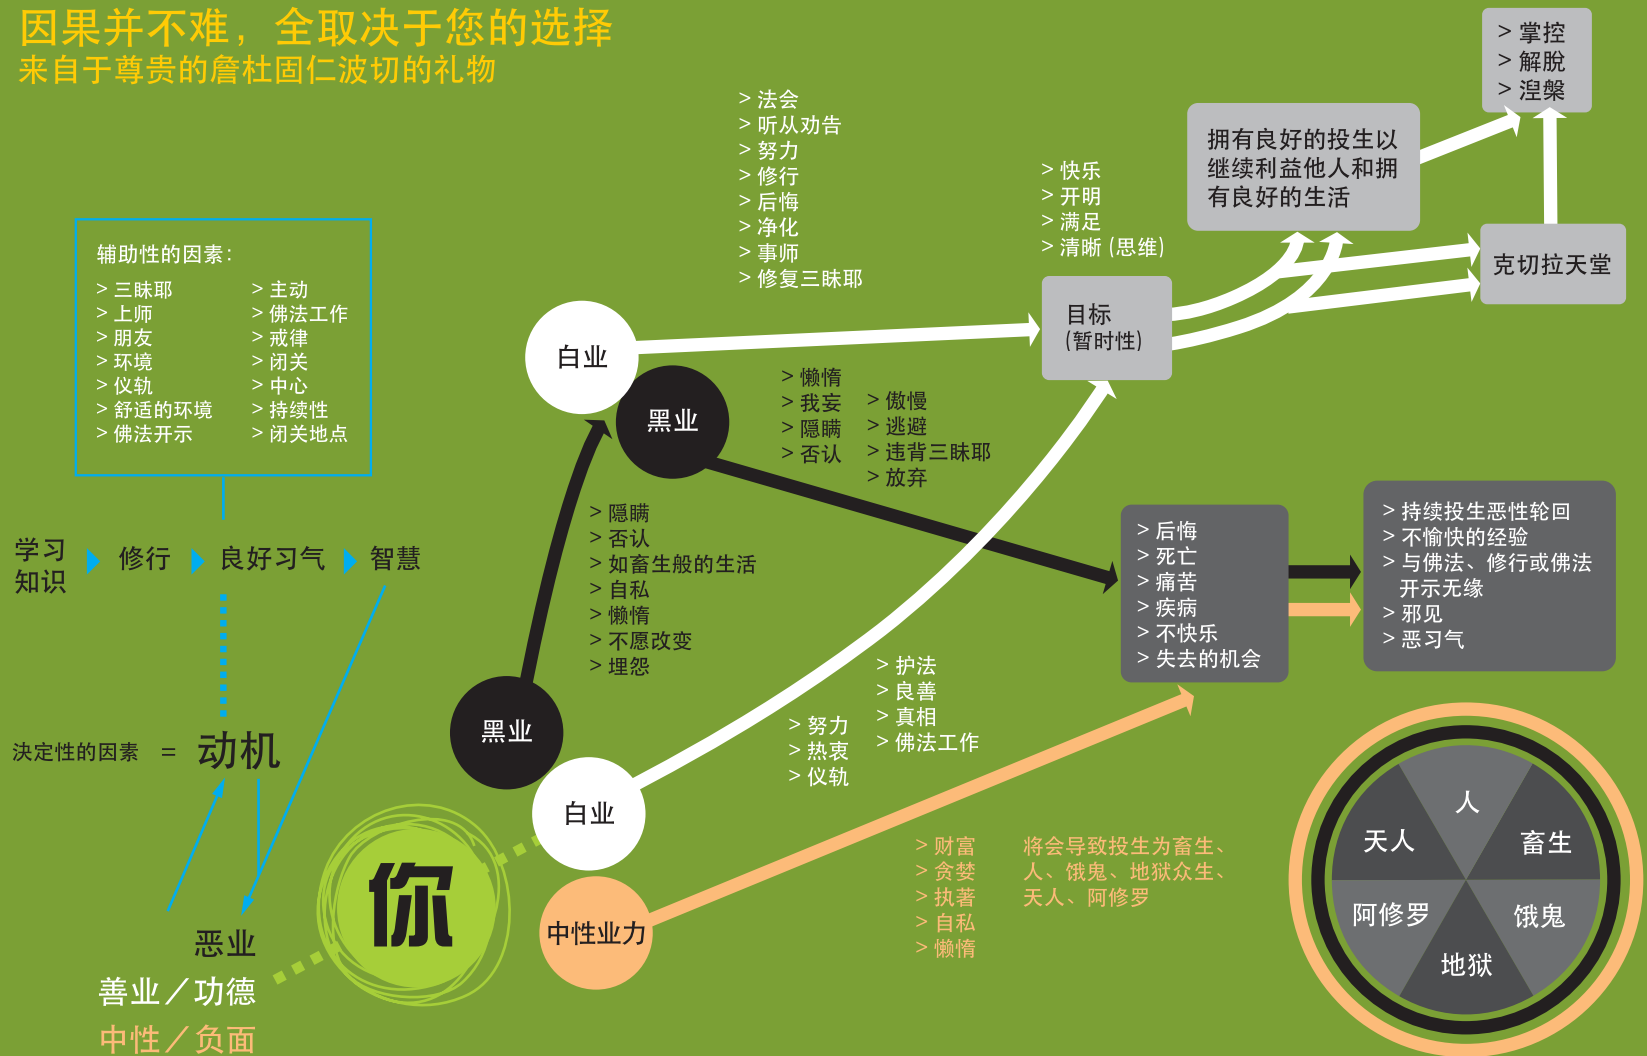 因果并不难，全取决于您的选择
来自于尊贵的詹杜固仁波切的礼物
> 掌控
> 解脫
> 涅槃
拥有良好的投生以
继续利益他人和拥
有良好的生活
克切拉天堂
> 法会
> 听从劝告
> 努力
> 修行
> 后悔
> 净化
> 事师
> 修复三昧耶
> 快乐
> 开明
> 满足
> 清晰 (思维)
目标
(暂时性)
辅助性的因素：
> 三昧耶
> 上师
> 朋友
> 环境
> 仪轨
> 舒适的环境
> 佛法开示
> 主动
> 佛法工作
> 戒律
> 闭关
> 中心
> 持续性
> 闭关地点
白业
黑业
> 懒惰
> 我妄
> 隐瞒
> 否认
> 傲慢
> 逃避
> 违背三昧耶
> 放弃
> 隐瞒
> 否认
> 如畜生般的生活
> 自私
> 懒惰
> 不愿改变
> 埋怨
> 后悔
> 死亡
> 痛苦
> 疾病
> 不快乐
> 失去的机会
> 持续投生恶性轮回
> 不愉快的经验
> 与佛法、修行或佛法
开示无缘
> 邪见
> 恶习气
学习
知识
修行
良好习气
智慧
決定性的因素 =
动机
黑业
白业
> 努力
> 热衷
> 仪轨
> 护法
> 良善
> 真相
> 佛法工作
你
中性业力
> 财富
> 贪婪
> 执著
> 自私
> 懒惰
将会导致投生为畜生、
人、饿鬼、地狱众生、
天人、阿修罗
恶业
善业／功德
中性／负面
人
天人
畜生
阿修罗
饿鬼
地狱